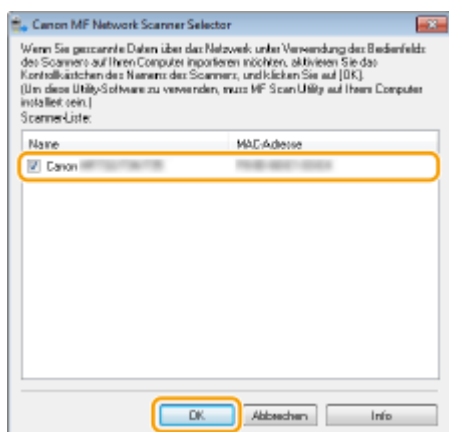 Canon MF Network Scanner Selector
Wenn Sie gescannte Daten über das Netzwerk unter Verwendung des Bedienfelds
des Scanners auf Ihren Computer importieren möchten, aktivieren Sie das
Kontrollkästchen des Namens des Scanners, und klicken Sie auf [OK].
(Um diese Utility-Software zu verwenden, muss MF Scan Utility auf Ihrem Computer
installiert sein.)
Scanner-Liste:
Name MAC-Adresse
Canon
OK Abbrechen Info